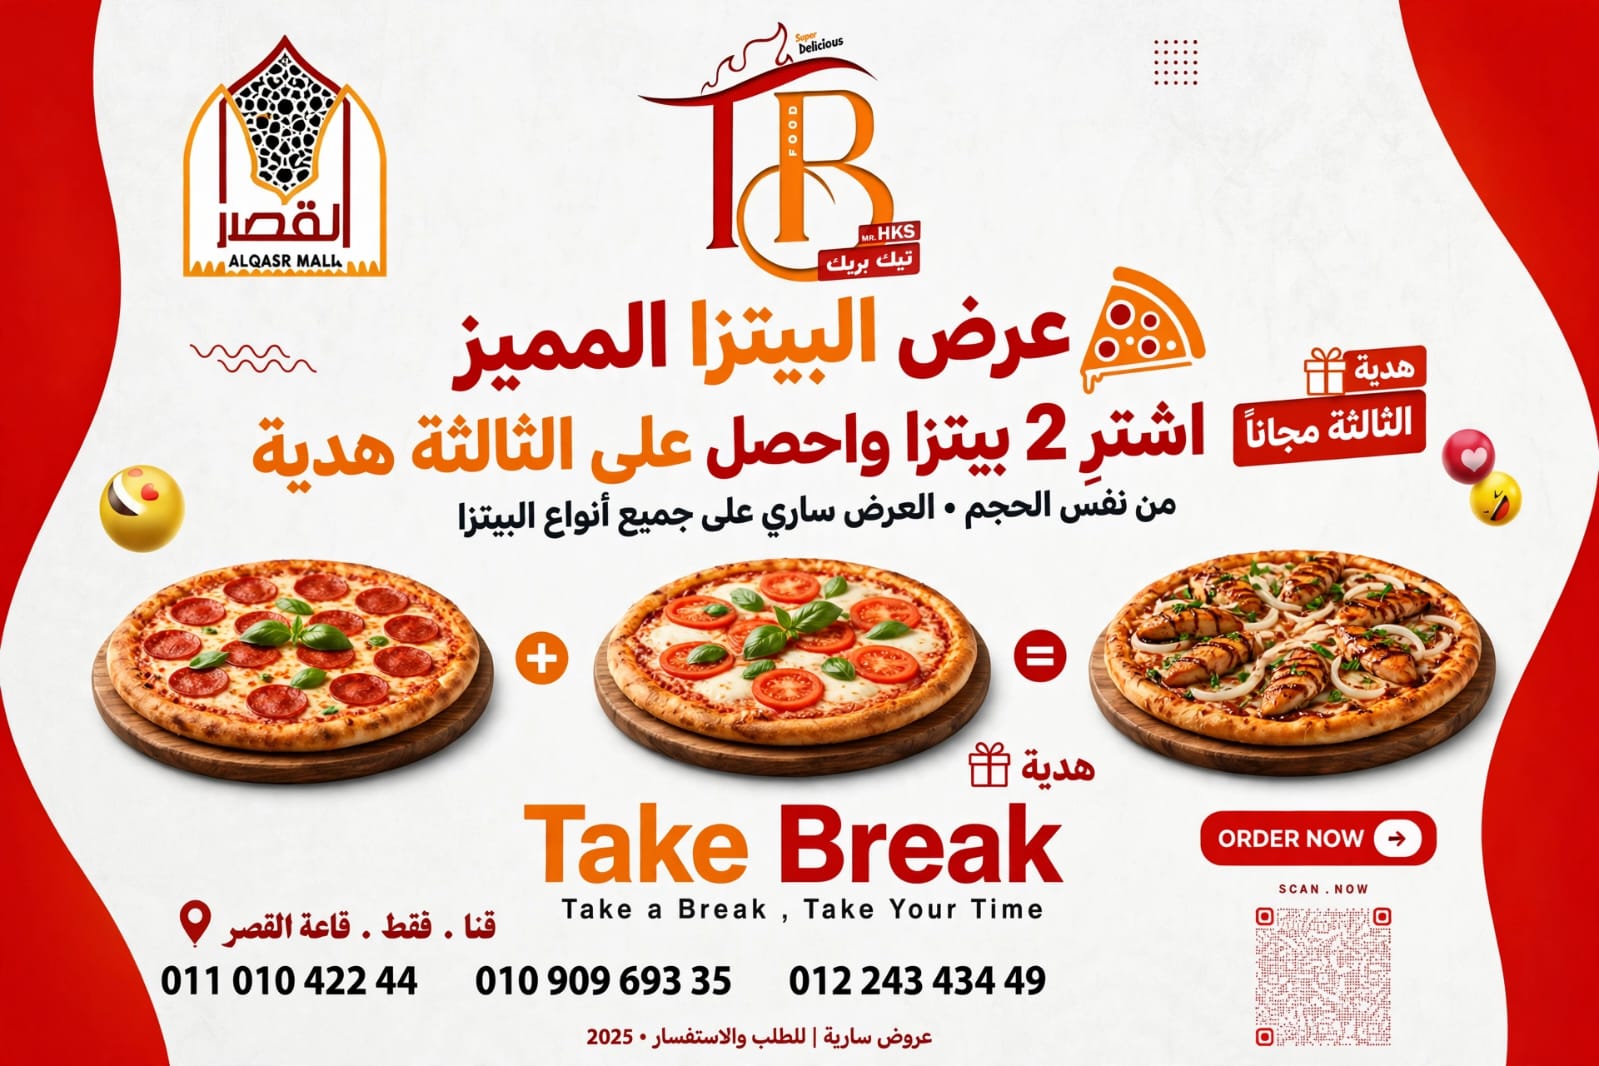 القصر
ALQASR MALL
Super
Delicious
TB
FOOD
MR. HKS
تيك بريك
عرض البيتزا المميز
اشترِ 2 بيتزا واحصل على الثالثة هدية
من نفس الحجم • العرض ساري على جميع أنواع البيتزا
هدية
الثالثة مجاناً
+
=
هدية
Take Break
Take a Break , Take Your Time
ORDER NOW
SCAN . NOW
قنا . فقط . قاعة القصر
011 010 422 44
010 909 693 35
012 243 434 49
عروض سارية | للطلب والاستفسار • 2025